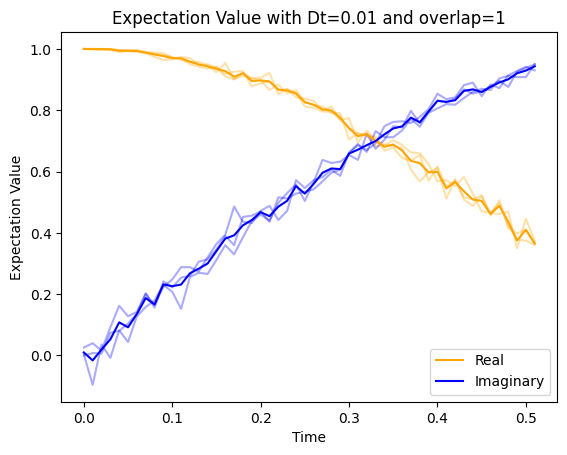 Expectation Value with Dt=0.01 and overlap=1
Expectation Value
1.0
0.8
0.6
0.4
0.2
0.0
Real
Imaginary
0.0 0.1 0.2 0.3 0.4 0.5
Time